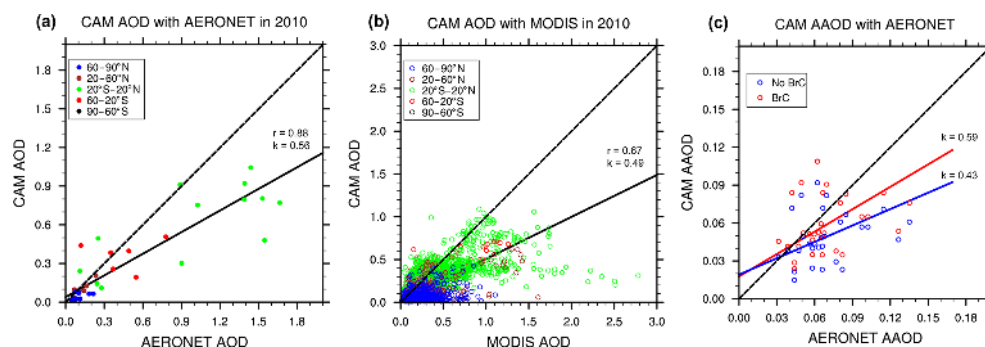 (a) CAM AOD with AERONET in 2010
1.8
1.5
1.2
0.9
0.6
0.3
0.0
CAM AOD
60−90°N
20−60°N
20°S−20°N
60−20°S
90−60°S
r = 0.88
k = 0.56
0.0 0.3 0.6 0.9 1.2 1.5 1.8
AERONET AOD
(b) CAM AOD with MODIS in 2010
3.0
2.5
2.0
1.5
1.0
0.5
0.0
CAM AOD
60−90°N
20−60°N
20°S−20°N
60−20°S
90−60°S
r = 0.67
k = 0.49
0.0 0.5 1.0 1.5 2.0 2.5 3.0
MODIS AOD
(c) CAM AAOD with AERONET
0.18
0.15
0.12
0.09
0.06
0.03
0.00
CAM AAOD
No BrC
BrC
k = 0.59
k = 0.43
0.00 0.03 0.06 0.09 0.12 0.15 0.18
AERONET AAOD